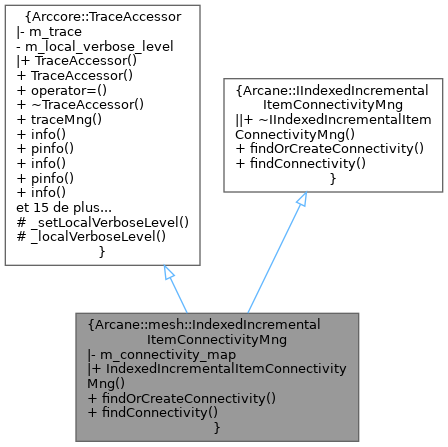 {Arccore::TraceAccessor
|- m_trace
- m_local_verbose_level
|+ TraceAccessor()
+ TraceAccessor()
+ operator=()
+ ~TraceAccessor()
+ traceMng()
+ info()
+ pinfo()
+ info()
+ pinfo()
+ info()
et 15 de plus...
# _setLocalVerboseLevel()
# _localVerboseLevel()
}
{Arcane::IIndexedIncremental
ItemConnectivityMng
||+ ~IIndexedIncrementalItem
ConnectivityMng()
+ findOrCreateConnectivity()
+ findConnectivity()
}
{Arcane::mesh::IndexedIncremental
ItemConnectivityMng
|- m_connectivity_map
|+ IndexedIncrementalItemConnectivity
Mng()
+ findOrCreateConnectivity()
+ findConnectivity()
}